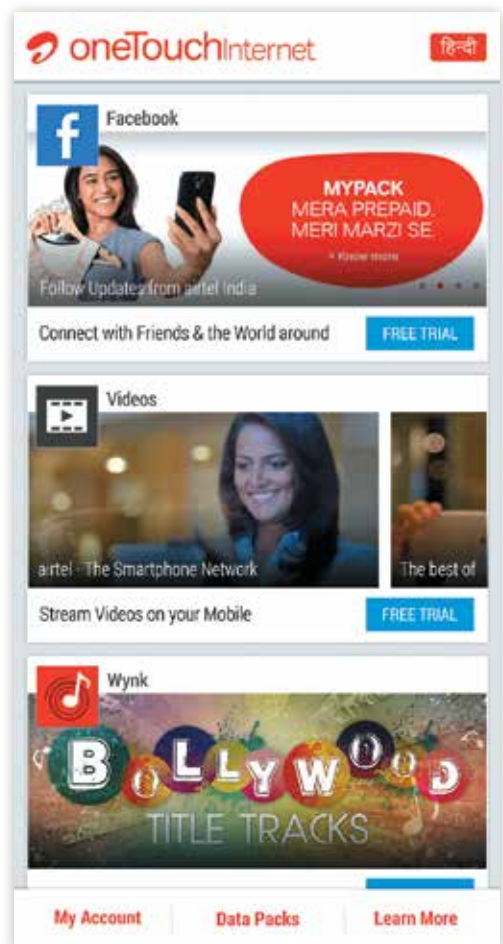 oneTouchInternet
हिन्दी
Facebook
MYPACK
MERA PREPAID.
MERI MARZI SE.
+ Know more
Follow Updates from airtel India
Connect with Friends & the World around
FREE TRIAL
Videos
airtel - The Smartphone Network
The best of
Stream Videos on your Mobile
FREE TRIAL
Wynk
BOLLYWOOD
TITLE TRACKS
My Account
Data Packs
Learn More